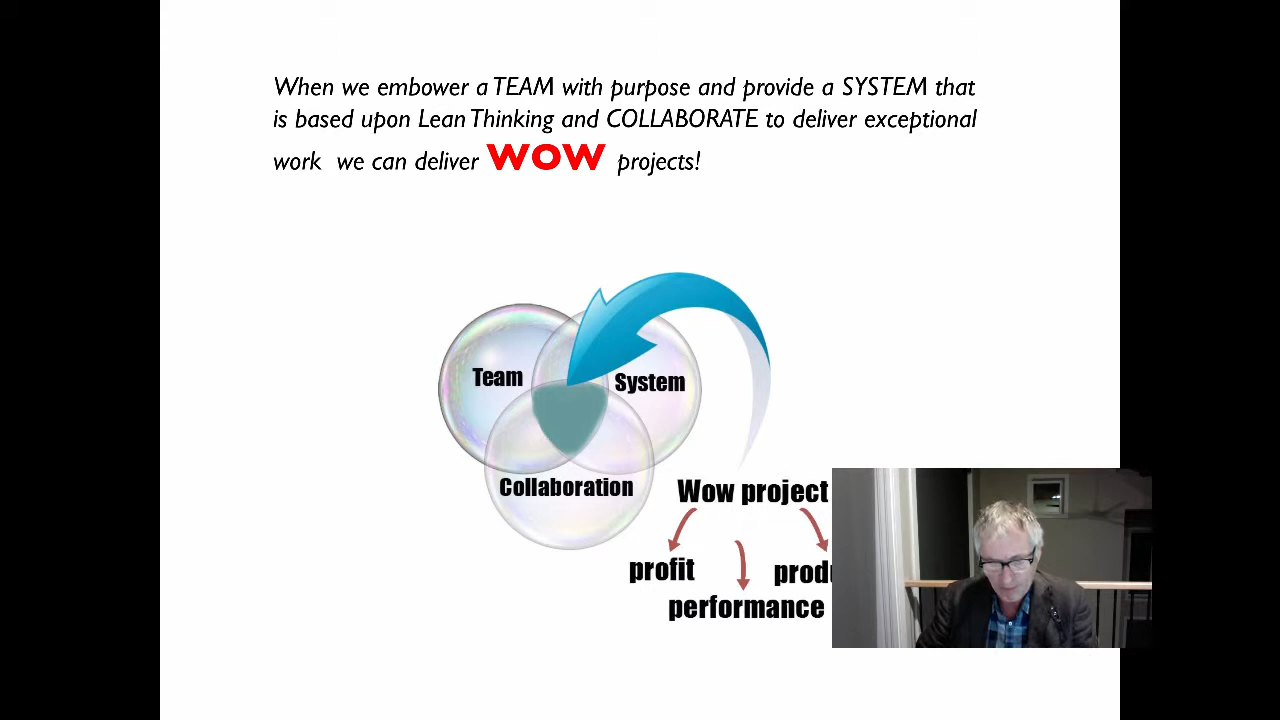 When we embower a TEAM with purpose and provide a SYSTEM that
is based upon Lean Thinking and COLLABORATE to deliver exceptional
work we can deliver WOW projects!
Team
System
Collaboration
Wow project
profit
performance